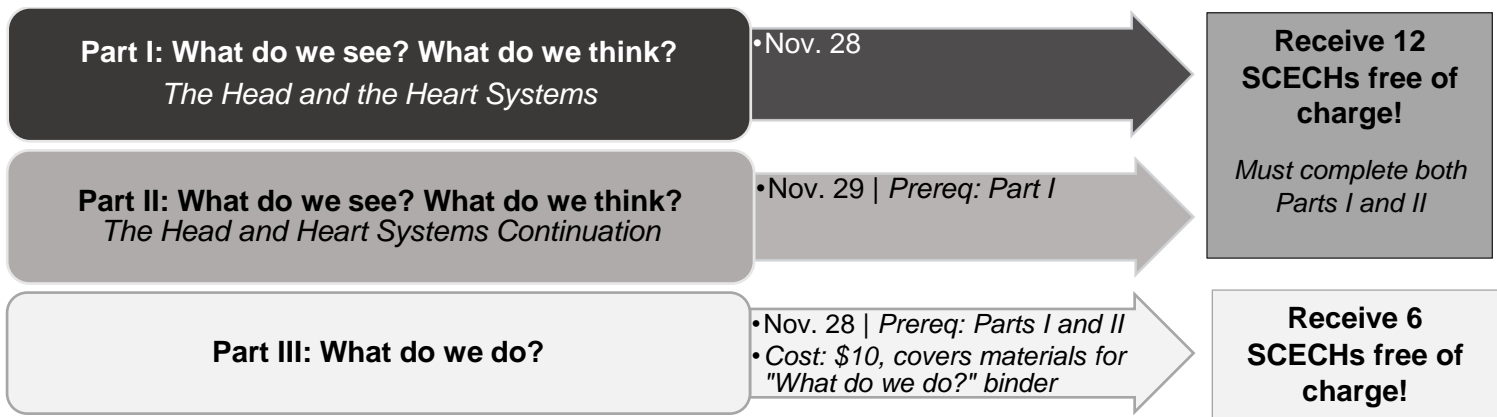 Part I: What do we see? What do we think?
The Head and the Heart Systems
•Nov. 28
Receive 12
SCECHs free of
charge!
Must complete both
Parts I and II
Part II: What do we see? What do we think?
The Head and Heart Systems Continuation
•Nov. 29 | Prereq: Part I
Part III: What do we do?
•Nov. 28 | Prereq: Parts I and II
•Cost: $10, covers materials for
"What do we do?" binder
Receive 6
SCECHs free of
charge!